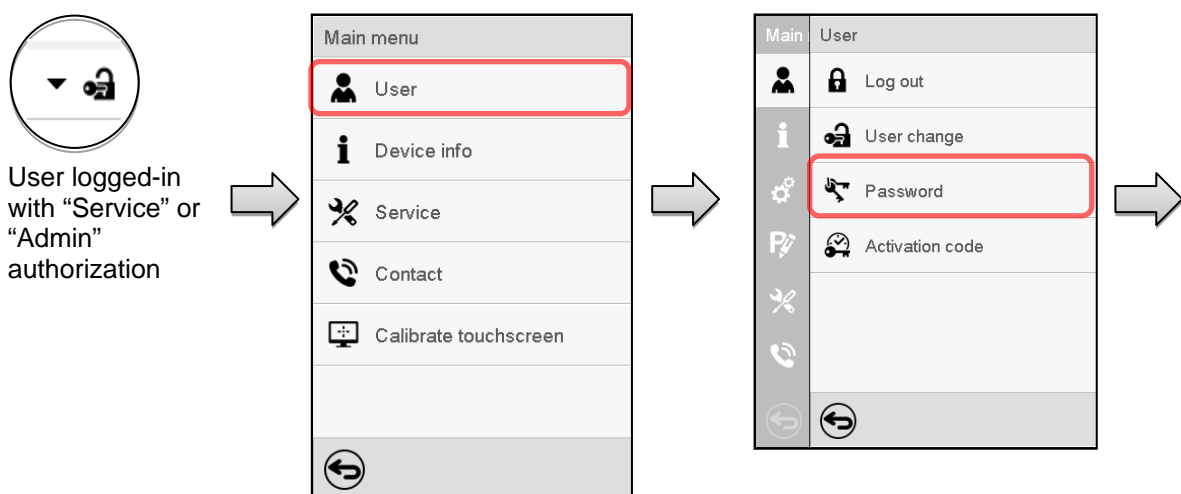 User logged-in
with “Service” or
“Admin”
authorization
Main menu
User
Device info
Service
Contact
Calibrate touchscreen
Main
User
Log out
User change
Password
Activation code